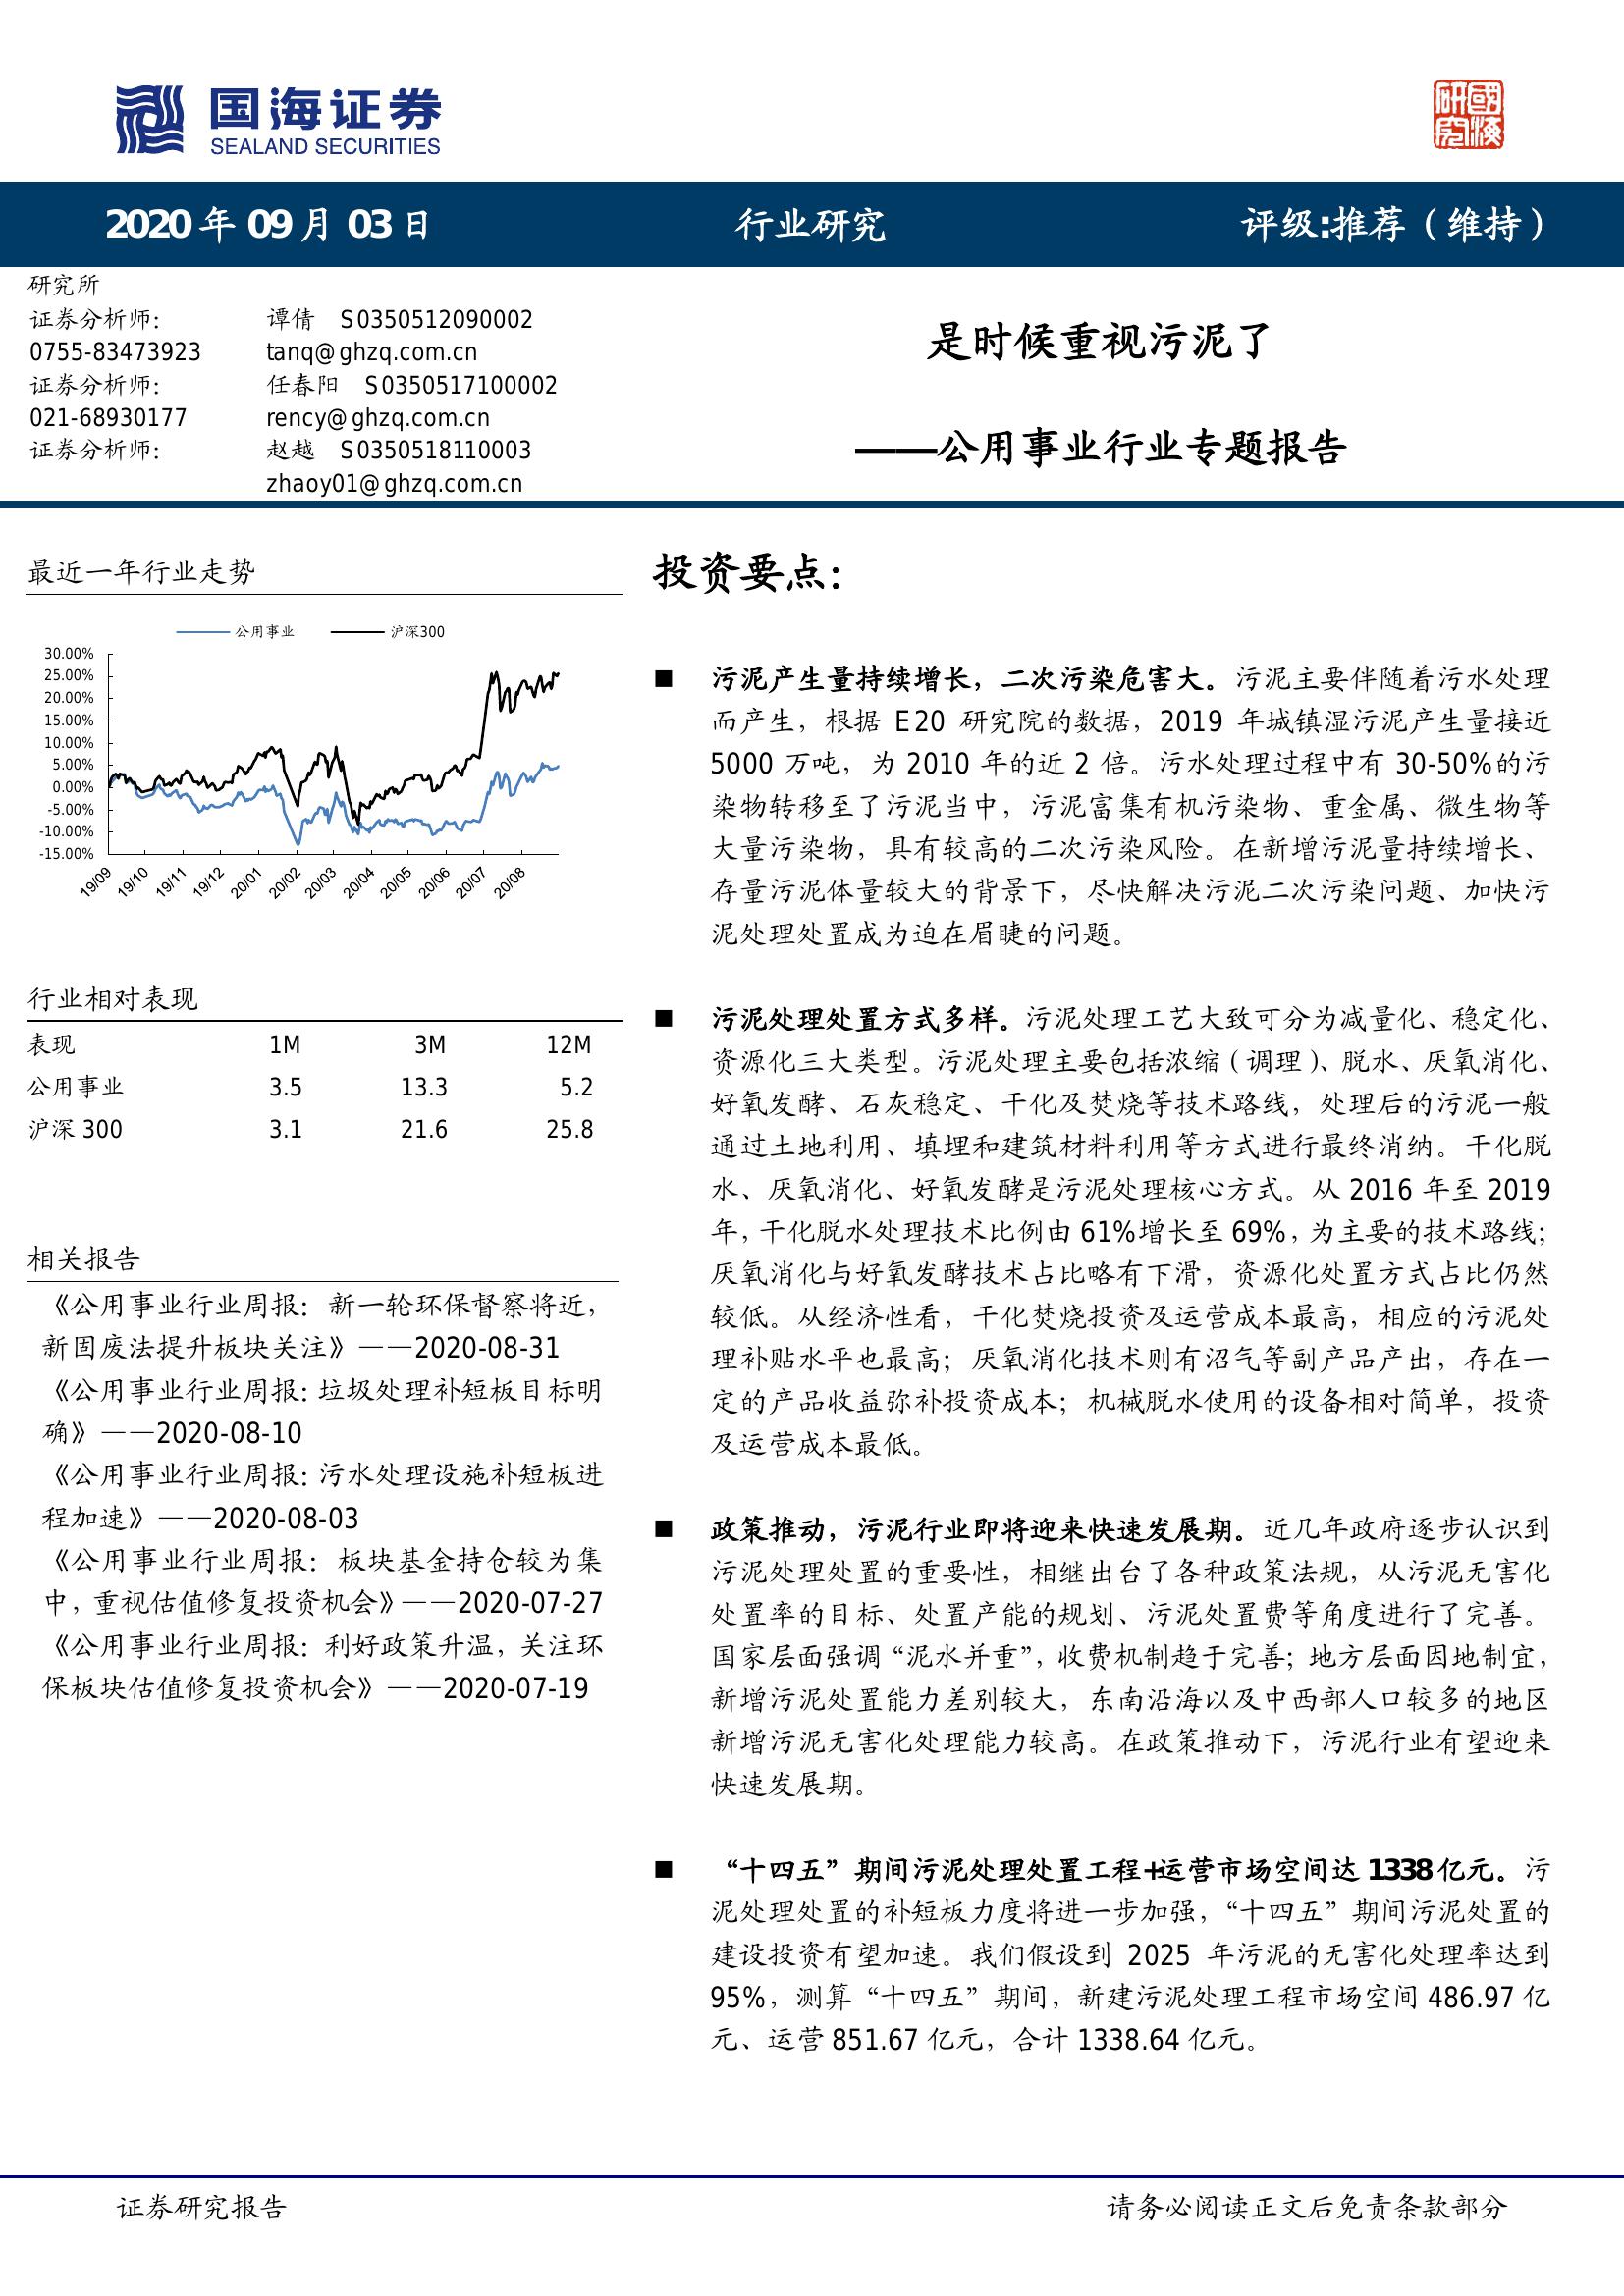 国海证券
SEALAND SECURITIES
研究
國海
2020 年 09 月 03 日
行业研究
评级:推荐（维持）
研究所
证券分析师： 谭倩 S0350512090002
0755-83473923 tanq@ghzq.com.cn
证券分析师： 任春阳 S0350517100002
021-68930177 rency@ghzq.com.cn
证券分析师： 赵越 S0350518110003
zhaoy01@ghzq.com.cn
是时候重视污泥了
——公用事业行业专题报告
最近一年行业走势
公用事业 沪深300
30.00%
25.00%
20.00%
15.00%
10.00%
5.00%
0.00%
-5.00%
-10.00%
-15.00%
19/09 19/10 19/11 19/12 20/01 20/02 20/03 20/04 20/05 20/06 20/07 20/08
行业相对表现
表现 1M 3M 12M
公用事业 3.5 13.3 5.2
沪深 300 3.1 21.6 25.8
相关报告
《公用事业行业周报：新一轮环保督察将近，
新固废法提升板块关注》——2020-08-31
《公用事业行业周报：垃圾处理补短板目标明
确》——2020-08-10
《公用事业行业周报：污水处理设施补短板进
程加速》——2020-08-03
《公用事业行业周报：板块基金持仓较为集
中，重视估值修复投资机会》——2020-07-27
《公用事业行业周报：利好政策升温，关注环
保板块估值修复投资机会》——2020-07-19
投资要点：
■ 污泥产生量持续增长，二次污染危害大。污泥主要伴随着污水处理
而产生，根据 E20 研究院的数据，2019 年城镇湿污泥产生量接近
5000 万吨，为 2010 年的近 2 倍。污水处理过程中有 30-50%的污
染物转移至了污泥当中，污泥富集有机污染物、重金属、微生物等
大量污染物，具有较高的二次污染风险。在新增污泥量持续增长、
存量污泥体量较大的背景下，尽快解决污泥二次污染问题、加快污
泥处理处置成为迫在眉睫的问题。
■ 污泥处理处置方式多样。污泥处理工艺大致可分为减量化、稳定化、
资源化三大类型。污泥处理主要包括浓缩（调理）、脱水、厌氧消化、
好氧发酵、石灰稳定、干化及焚烧等技术路线，处理后的污泥一般
通过土地利用、填埋和建筑材料利用等方式进行最终消纳。干化脱
水、厌氧消化、好氧发酵是污泥处理核心方式。从 2016 年至 2019
年，干化脱水处理技术比例由 61%增长至 69%，为主要的技术路线；
厌氧消化与好氧发酵技术占比略有下滑，资源化处置方式占比仍然
较低。从经济性看，干化焚烧投资及运营成本最高，相应的污泥处
理补贴水平也最高；厌氧消化技术则有沼气等副产品产出，存在一
定的产品收益弥补投资成本；机械脱水使用的设备相对简单，投资
及运营成本最低。
■ 政策推动，污泥行业即将迎来快速发展期。近几年政府逐步认识到
污泥处理处置的重要性，相继出台了各种政策法规，从污泥无害化
处置率的目标、处置产能的规划、污泥处置费等角度进行了完善。
国家层面强调“泥水并重”，收费机制趋于完善；地方层面因地制宜，
新增污泥处置能力差别较大，东南沿海以及中西部人口较多的地区
新增污泥无害化处理能力较高。在政策推动下，污泥行业有望迎来
快速发展期。
■ “十四五”期间污泥处理处置工程+运营市场空间达 1338 亿元。污
泥处理处置的补短板力度将进一步加强，“十四五”期间污泥处置的
建设投资有望加速。我们假设到 2025 年污泥的无害化处理率达到
95%，测算“十四五”期间，新建污泥处理工程市场空间 486.97 亿
元、运营 851.67 亿元，合计 1338.64 亿元。
证券研究报告
请务必阅读正文后免责条款部分